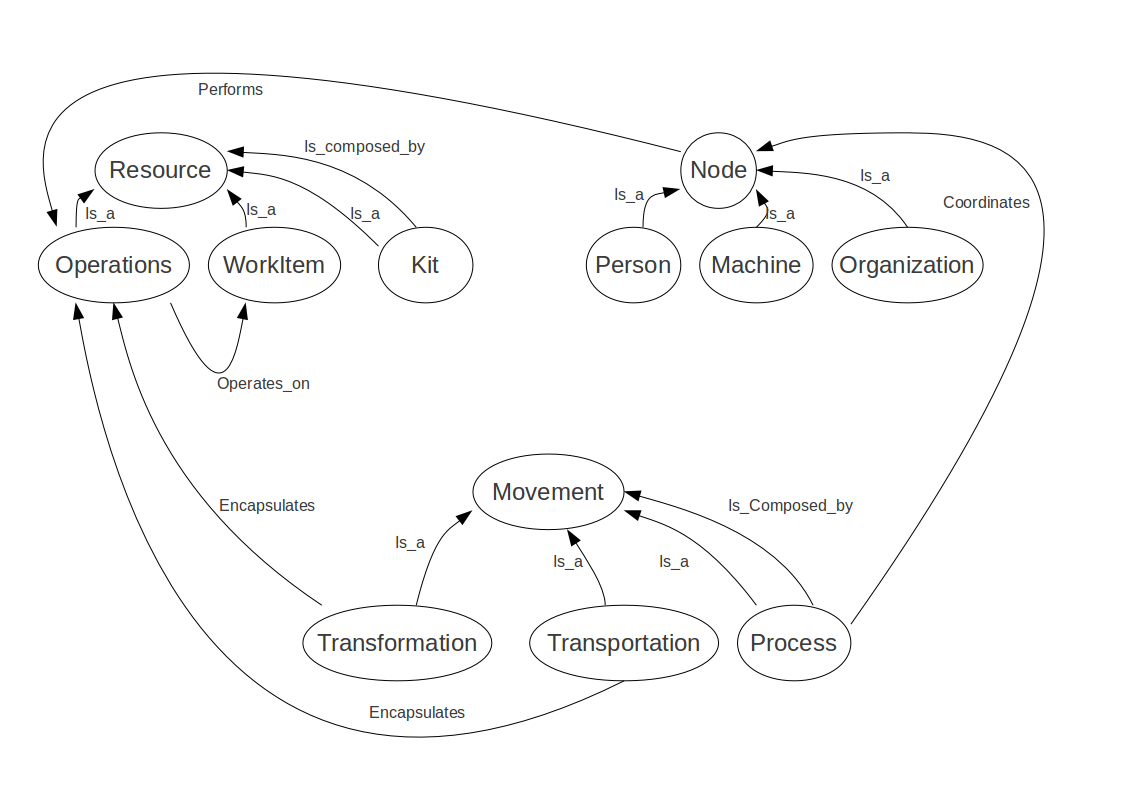 Performs
Is_composed_by
Resource
Node
Is_a
Is_a
Coordinates
Is_a
Is_a
Is_a
Is_a
Operations
WorkItem
Kit
Person
Machine
Organization
Operates_on
Movement
Encapsulates
Is_Composed_by
Is_a
Is_a
Is_a
Transformation
Transportation
Process
Encapsulates